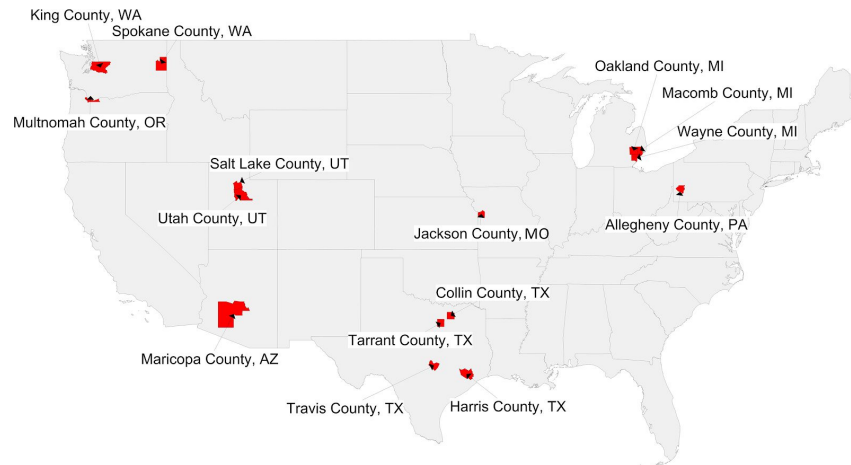 King County, WA
Spokane County, WA
Oakland County, MI
Macomb County, MI
Multnomah County, OR
Wayne County, MI
Salt Lake County, UT
Utah County, UT
Allegheny County, PA
Jackson County, MO
Collin County, TX
Tarrant County, TX
Maricopa County, AZ
Travis County, TX
Harris County, TX